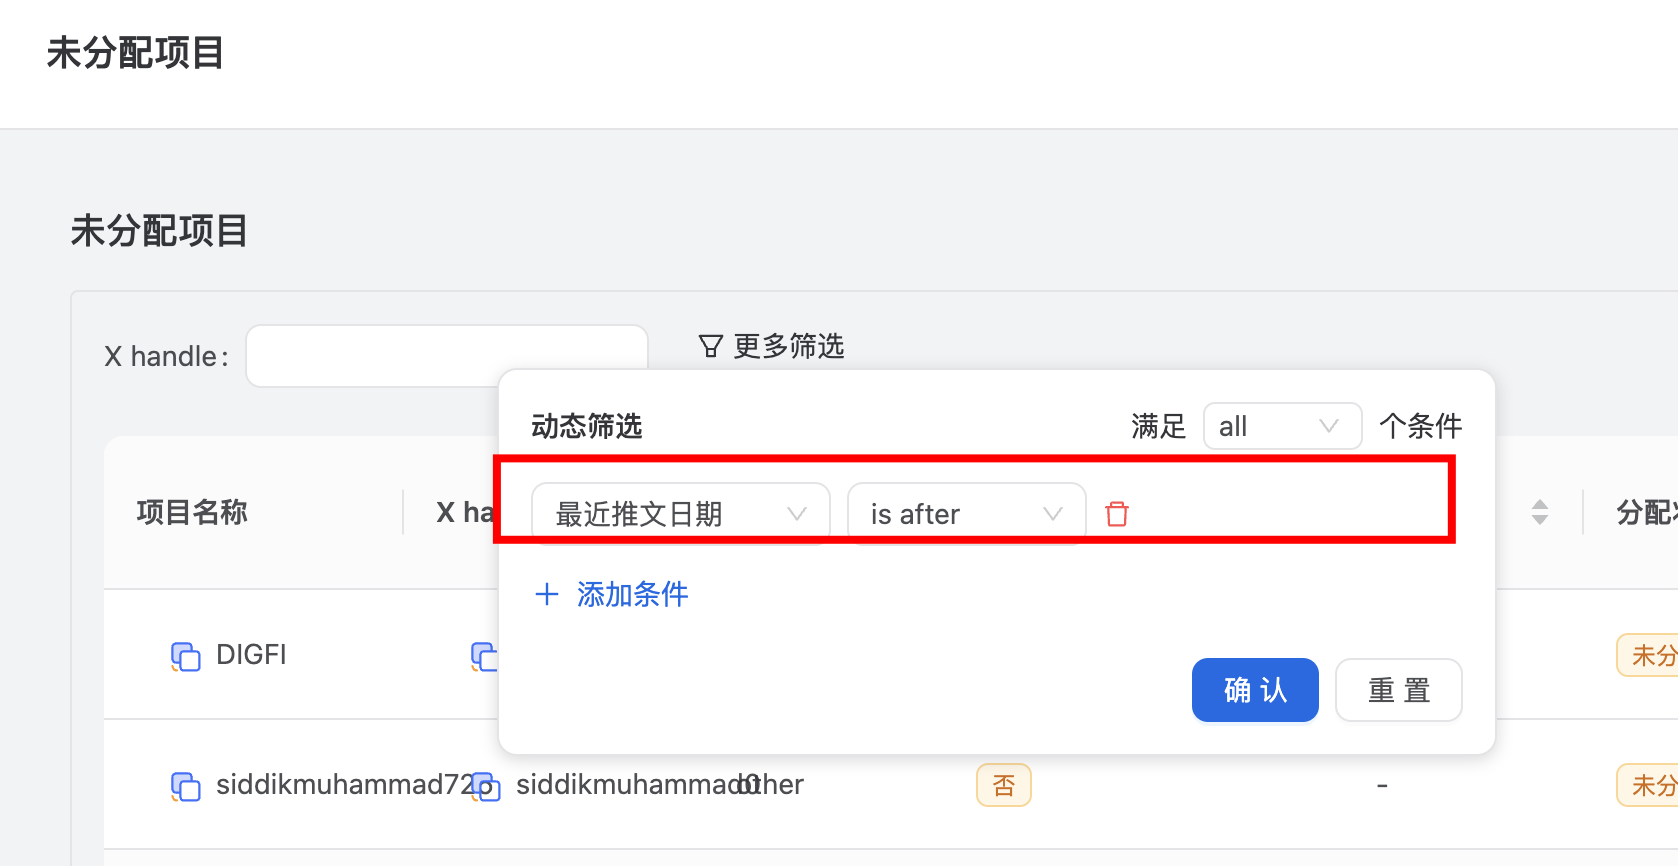 未分配项目
未分配项目
X handle:
更多筛选
动态筛选
满足 all 个条件
项目名称 X ha 分配
最近推文日期 is after
+ 添加条件
DIGFI
未分
确 认 重 置
siddikmuhammad72 siddikmuhammad other 否 - 未分